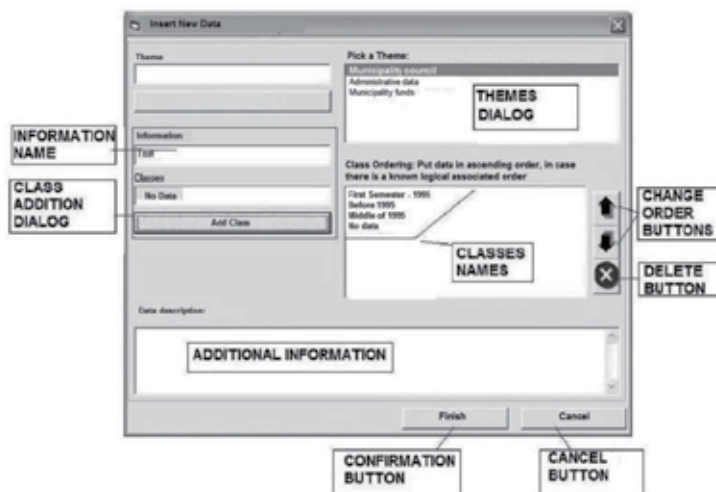 Insert New Data
Theme
Pick a Theme:
Municipality council
Administrative data
Municipality funds
THEMES
DIALOG
INFORMATION
NAME
Information
Test
CLASS
ADDITION
DIALOG
Classes
No Data
Add Class
Class Ordering: Put data in ascending order, in case
there is a known logical associated order
First Semester - 1995
Before 1995
Middle of 1995
No data
CLASSES
NAMES
CHANGE
ORDER
BUTTONS
DELETE
BUTTON
Data description:
ADDITIONAL INFORMATION
Finish
Cancel
CONFIRMATION
BUTTON
CANCEL
BUTTON